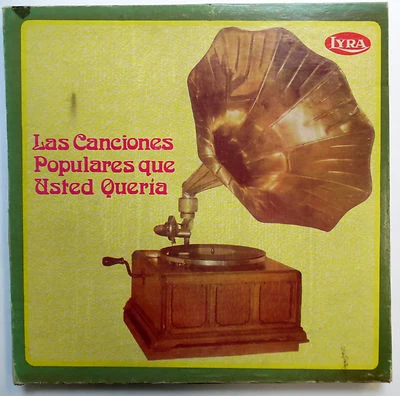 LYRA
Las Canciones
Populares que
Usted Quería